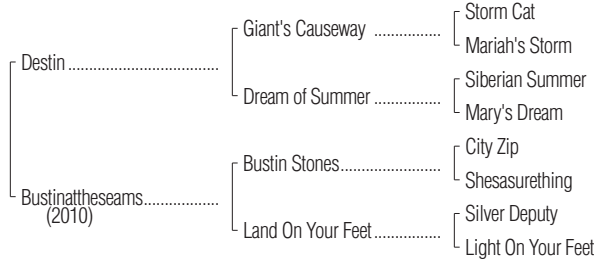 Storm Cat
Giant's Causeway ................
Mariah's Storm
Destin ....................................
Siberian Summer
Dream of Summer ................
Mary's Dream
City Zip
Bustin Stones........................
Shesasurething
Bustinattheseams..................
(2010)
Silver Deputy
Land On Your Feet................
Light On Your Feet